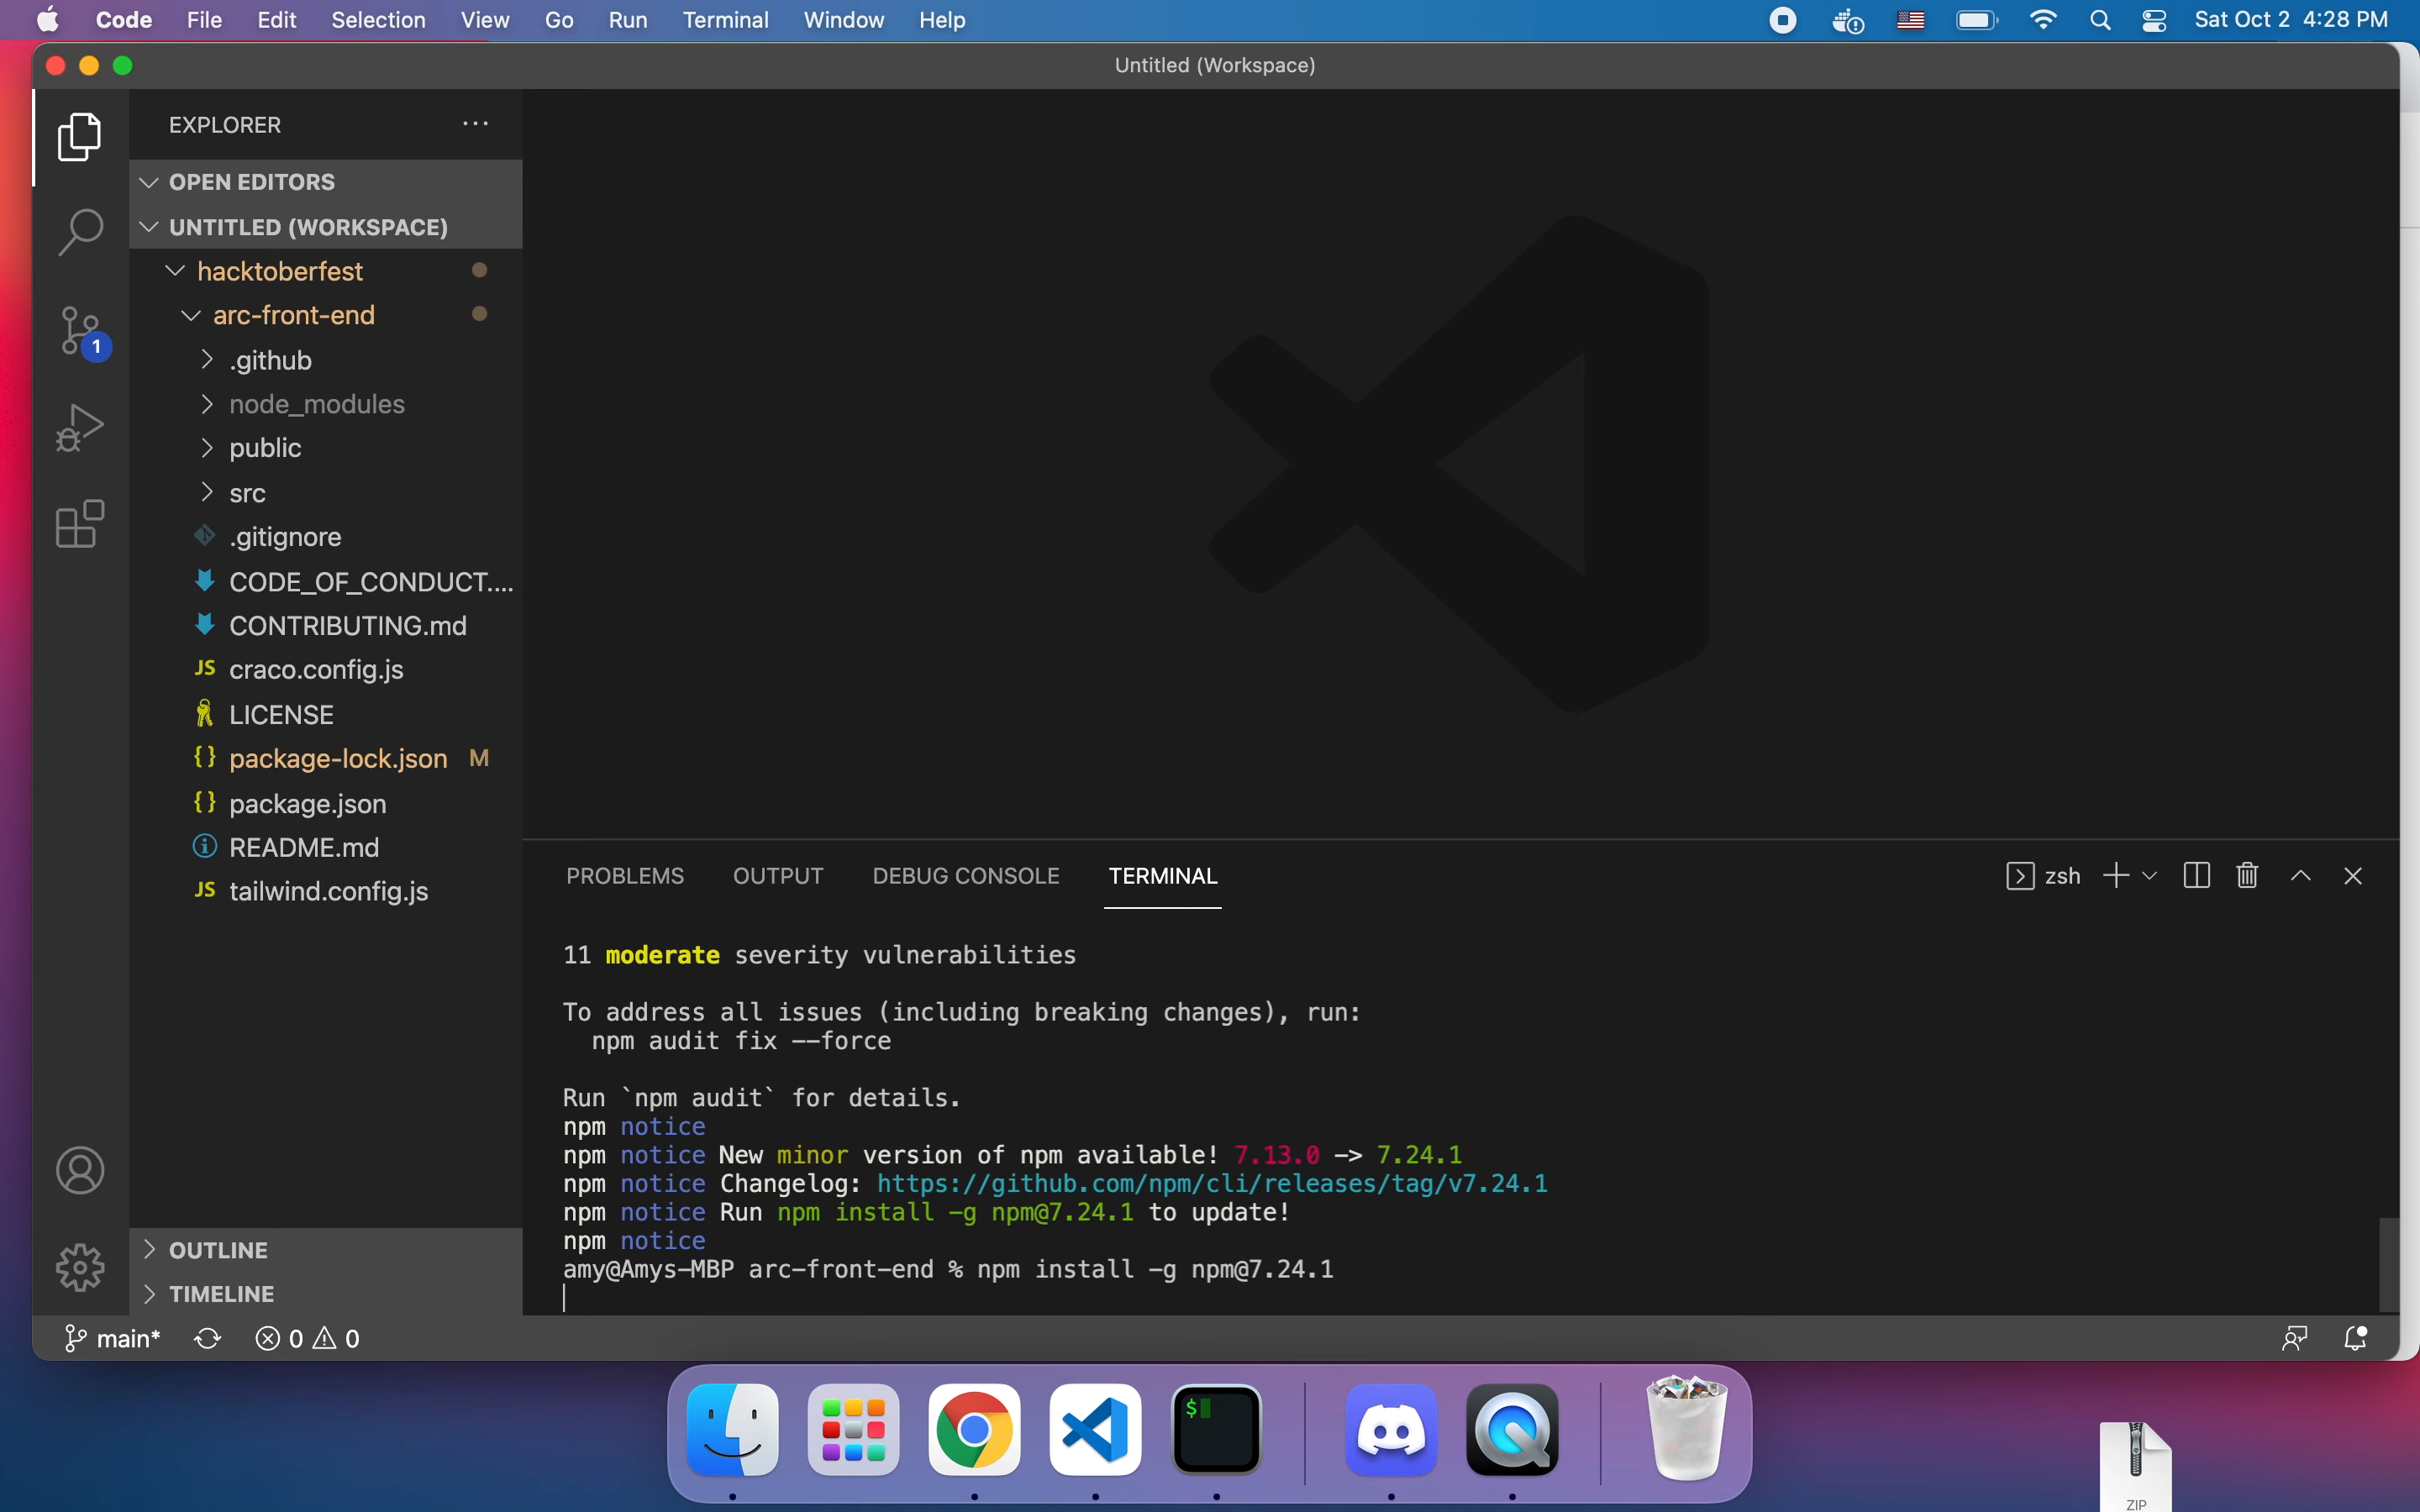 Code File Edit Selection View Go Run Terminal Window Help Sat Oct 2 4:28 PM
Untitled (Workspace)
EXPLORER
OPEN EDITORS
UNTITLED (WORKSPACE)
hacktoberfest
arc-front-end
.github
1
node_modules
public
src
.gitignore
CODE_OF_CONDUCT....
CONTRIBUTING.md
JS craco.config.js
LICENSE
{} package-lock.json M
{} package.json
README.md
JS tailwind.config.js
PROBLEMS OUTPUT DEBUG CONSOLE TERMINAL zsh
11 moderate severity vulnerabilities
To address all issues (including breaking changes), run:
npm audit fix --force
Run `npm audit` for details.
npm notice
npm notice New minor version of npm available! 7.13.0 -> 7.24.1
npm notice Changelog: https://github.com/npm/cli/releases/tag/v7.24.1
npm notice Run npm install -g npm@7.24.1 to update!
npm notice
amy@Amys-MBP arc-front-end % npm install -g npm@7.24.1
OUTLINE
TIMELINE
main* 0 0
$
ZIP